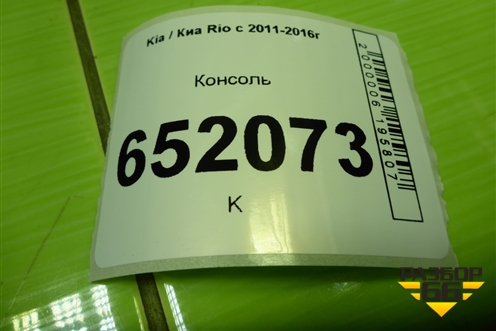 Kia / Киа Rio с 2011-2016г
Консоль
652073
К
2000006195807
РАЗБОР
66